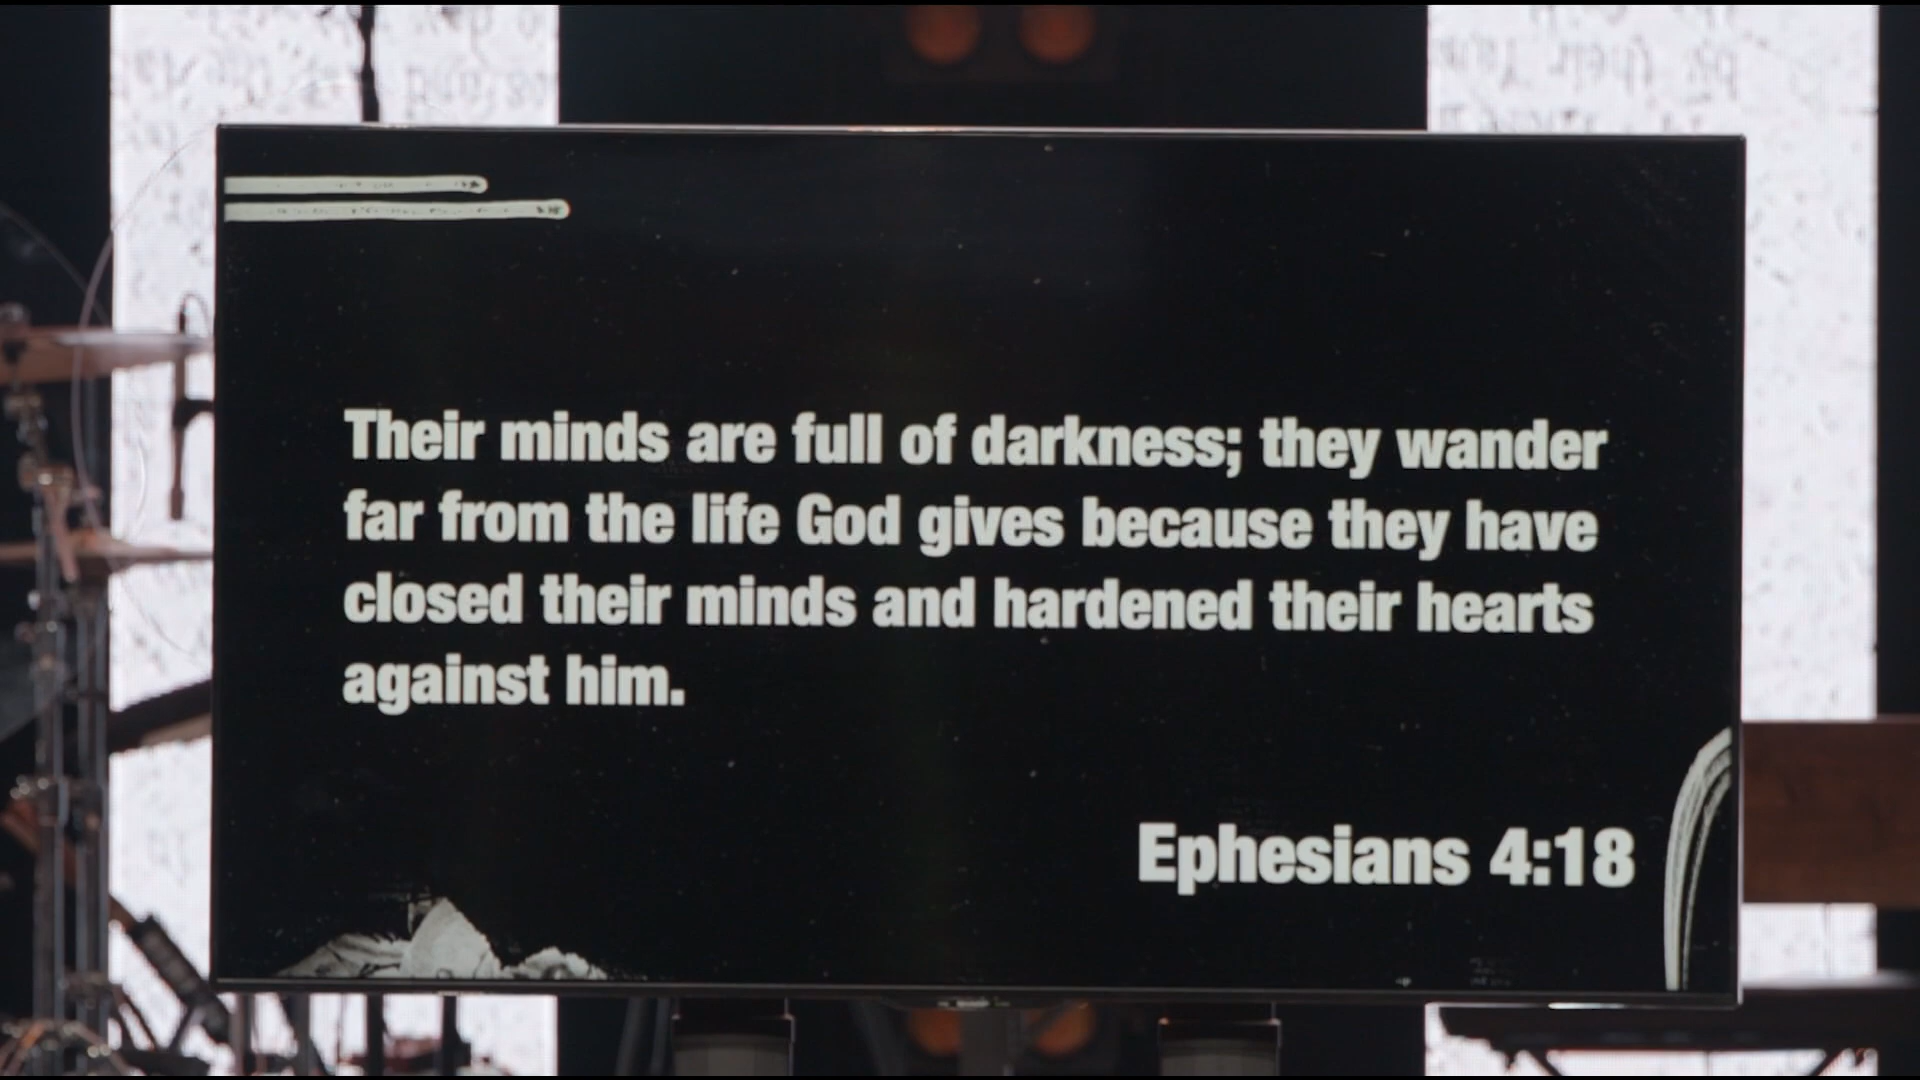 Their minds are full of darkness; they wander
far from the life God gives because they have
closed their minds and hardened their hearts
against him.
Ephesians 4:18